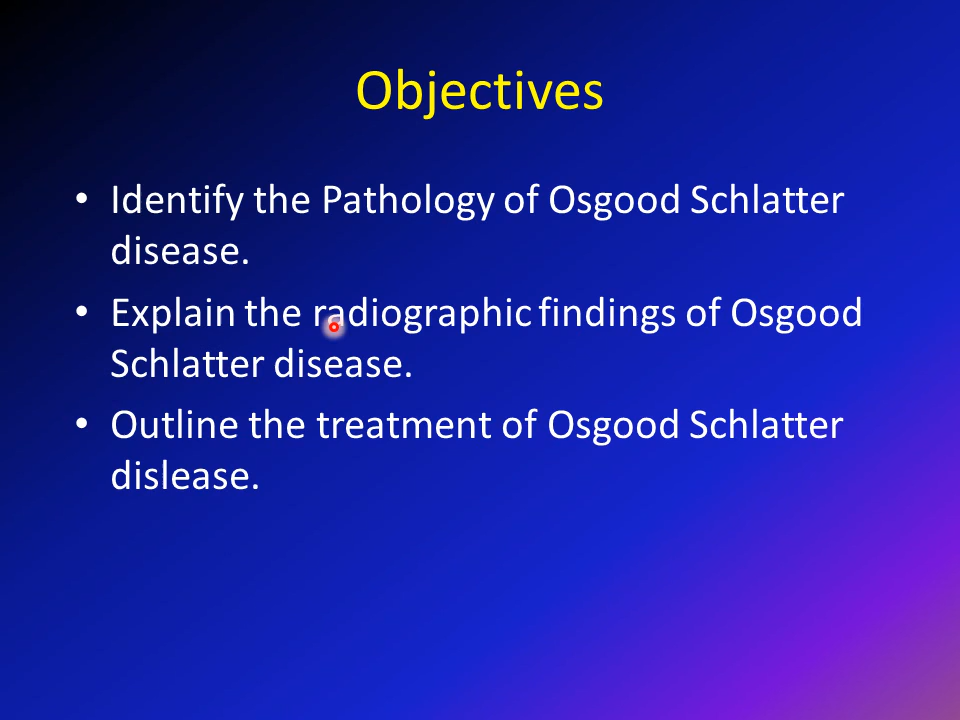 Objectives
• Identify the Pathology of Osgood Schlatter
disease.
• Explain the radiographic findings of Osgood
Schlatter disease.
• Outline the treatment of Osgood Schlatter
dislease.